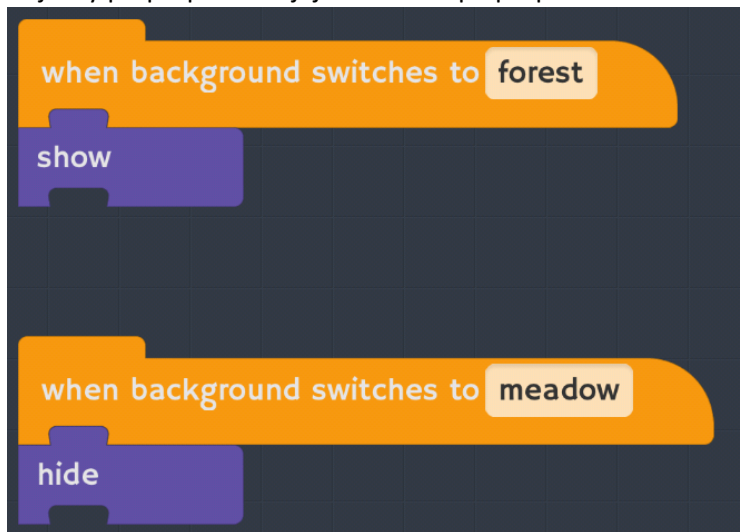 when background switches to forest
show
when background switches to meadow
hide